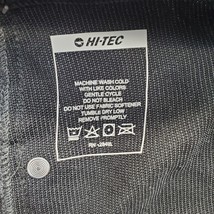 HI-TEC
MACHINE WASH COLD
WITH LIKE COLORS
GENTLE CYCLE
DO NOT BLEACH
DO NOT USE FABRIC SOFTENER
TUMBLE DRY LOW
REMOVE PROMPTLY
RN